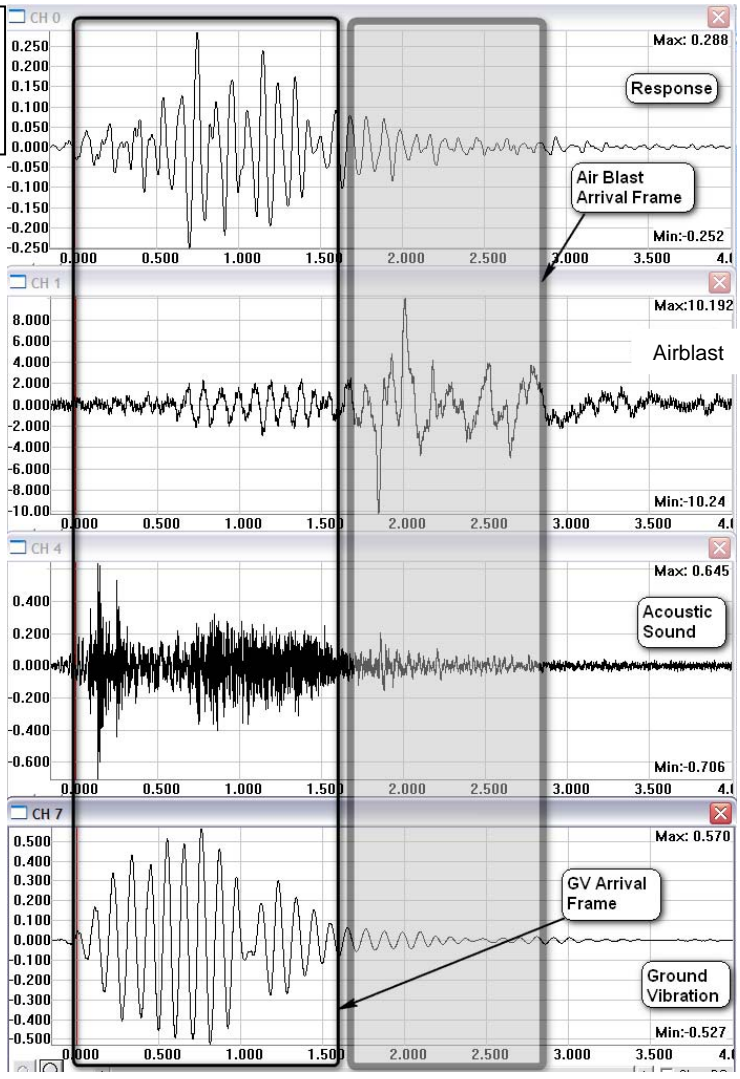 CH 0
0.250
0.200
0.150
0.100
0.050
0.000
-0.050
-0.100
-0.150
-0.200
-0.250
Max: 0.288
Response
Air Blast
Arrival Frame
Min:-0.252
0.000 0.500 1.000 1.500 2.000 2.500 3.000 3.500 4.
CH 1
8.000
6.000
4.000
2.000
0.000
-2.000
-4.000
-6.000
-8.000
-10.00
Max:10.192
Airblast
Min:-10.24
0.000 0.500 1.000 1.500 2.000 2.500 3.000 3.500 4.
CH 4
0.400
0.200
0.000
-0.200
-0.400
-0.600
Max: 0.645
Acoustic
Sound
Min:-0.706
0.000 0.500 1.000 1.500 2.000 2.500 3.000 3.500 4.
CH 7
0.500
0.400
0.300
0.200
0.100
0.000
-0.100
-0.200
-0.300
-0.400
-0.500
Max: 0.570
GV Arrival
Frame
Ground
Vibration
Min:-0.527
0.000 0.500 1.000 1.500 2.000 2.500 3.000 3.500 4.